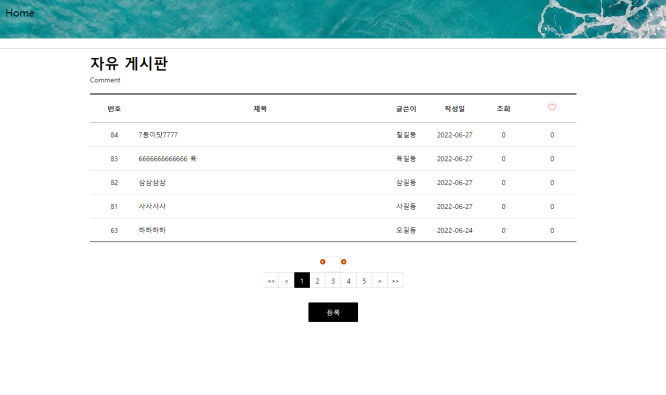 Home
자유 게시판
Comment
번호 제목 글쓴이 작성일 조회
84 7동이닷7777 칠길동 2022-06-27 0 0
83 6666666666666 륙 륙길동 2022-06-27 0 0
82 삼삼삼삼 삼길동 2022-06-27 0 0
81 사사사사 사길동 2022-06-27 0 0
63 하하하하 오길동 2022-06-24 0 0
<< < 1 2 3 4 5 > >>
등록